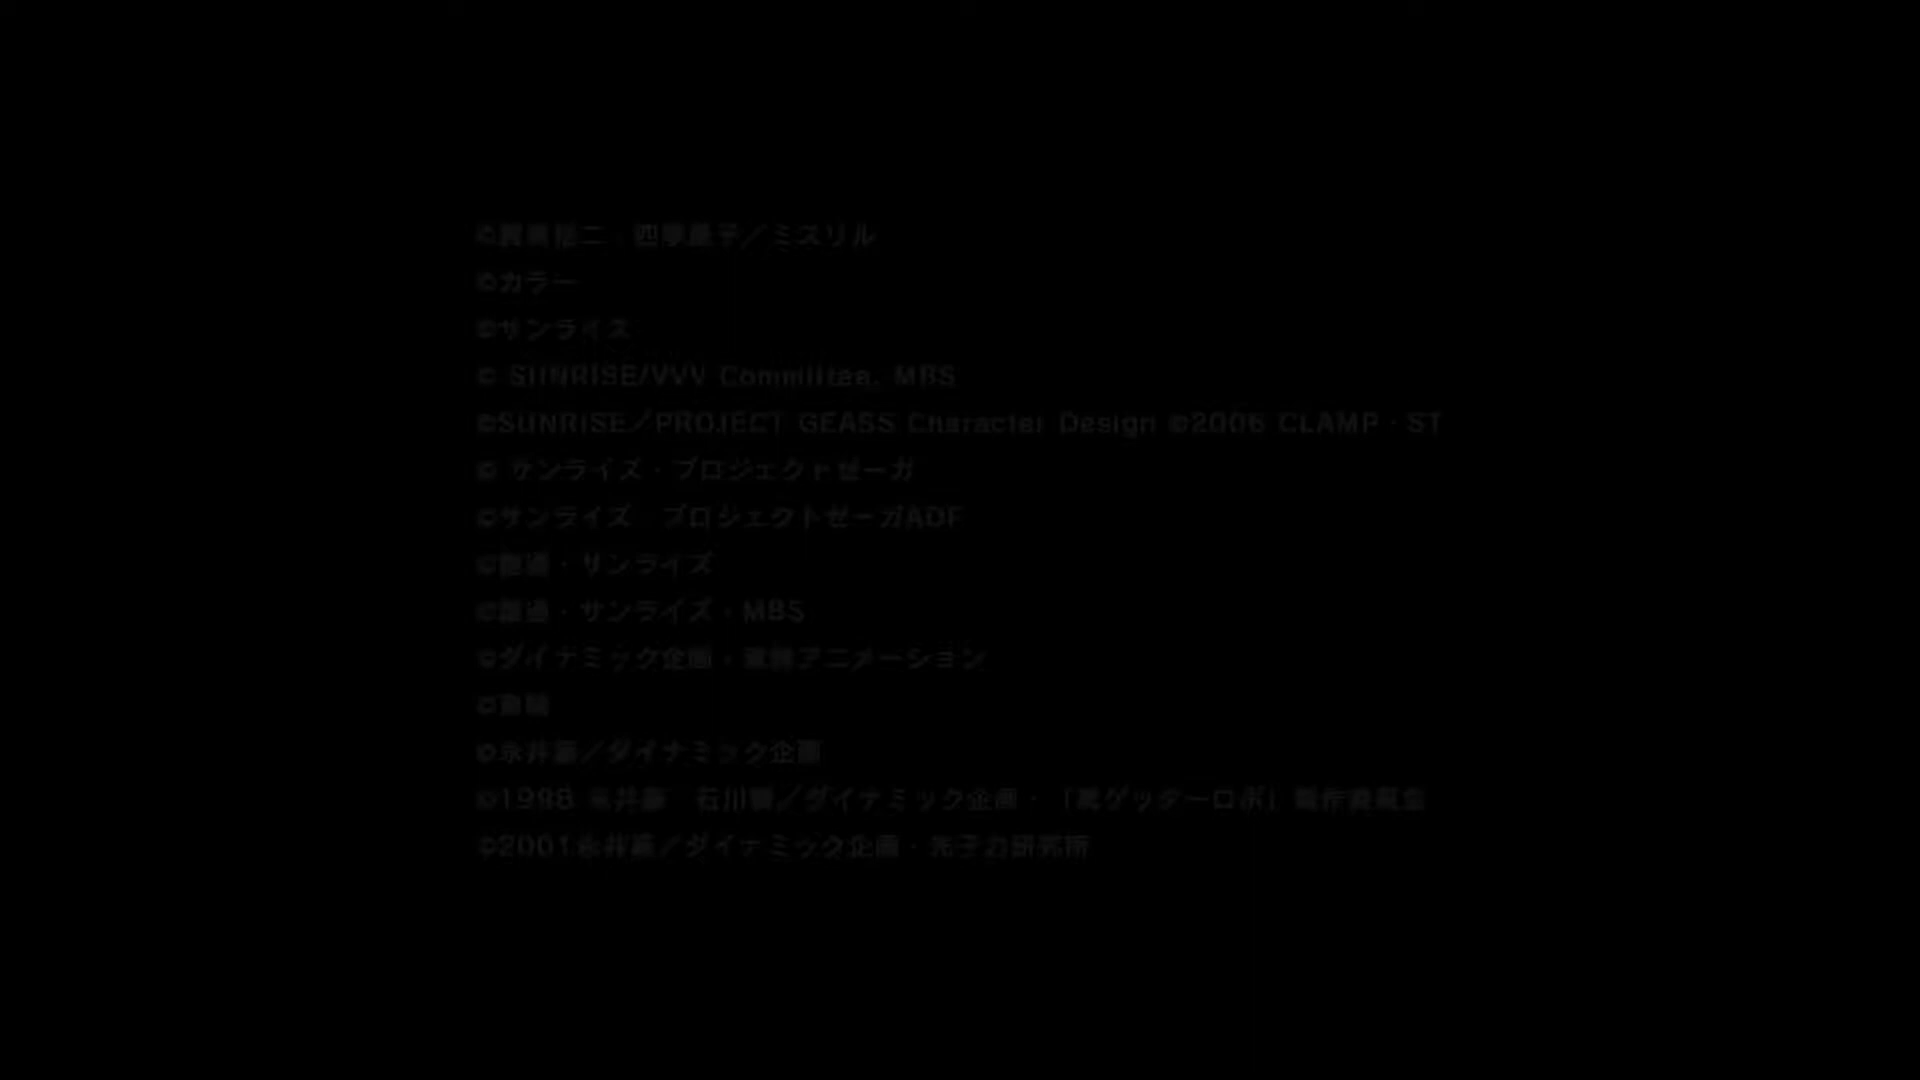 ©賀東招二・四季童子／ミスリル
©カラー
©サンライズ
© SUNRISE/VVV Committee, MBS
©SUNRISE／PROJECT GEASS Character Design ©2006 CLAMP・ST
© サンライズ・プロジェクトゼーガ
©サンライズ・プロジェクトゼーガADP
©創通・サンライズ
©創通・サンライズ・MBS
©ダイナミック企画・東映アニメーション
©東映
©永井豪／ダイナミック企画
©1998 永井豪・石川賢／ダイナミック企画・「真ゲッターロボ」製作委員会
©2001永井豪／ダイナミック企画・光子力研究所